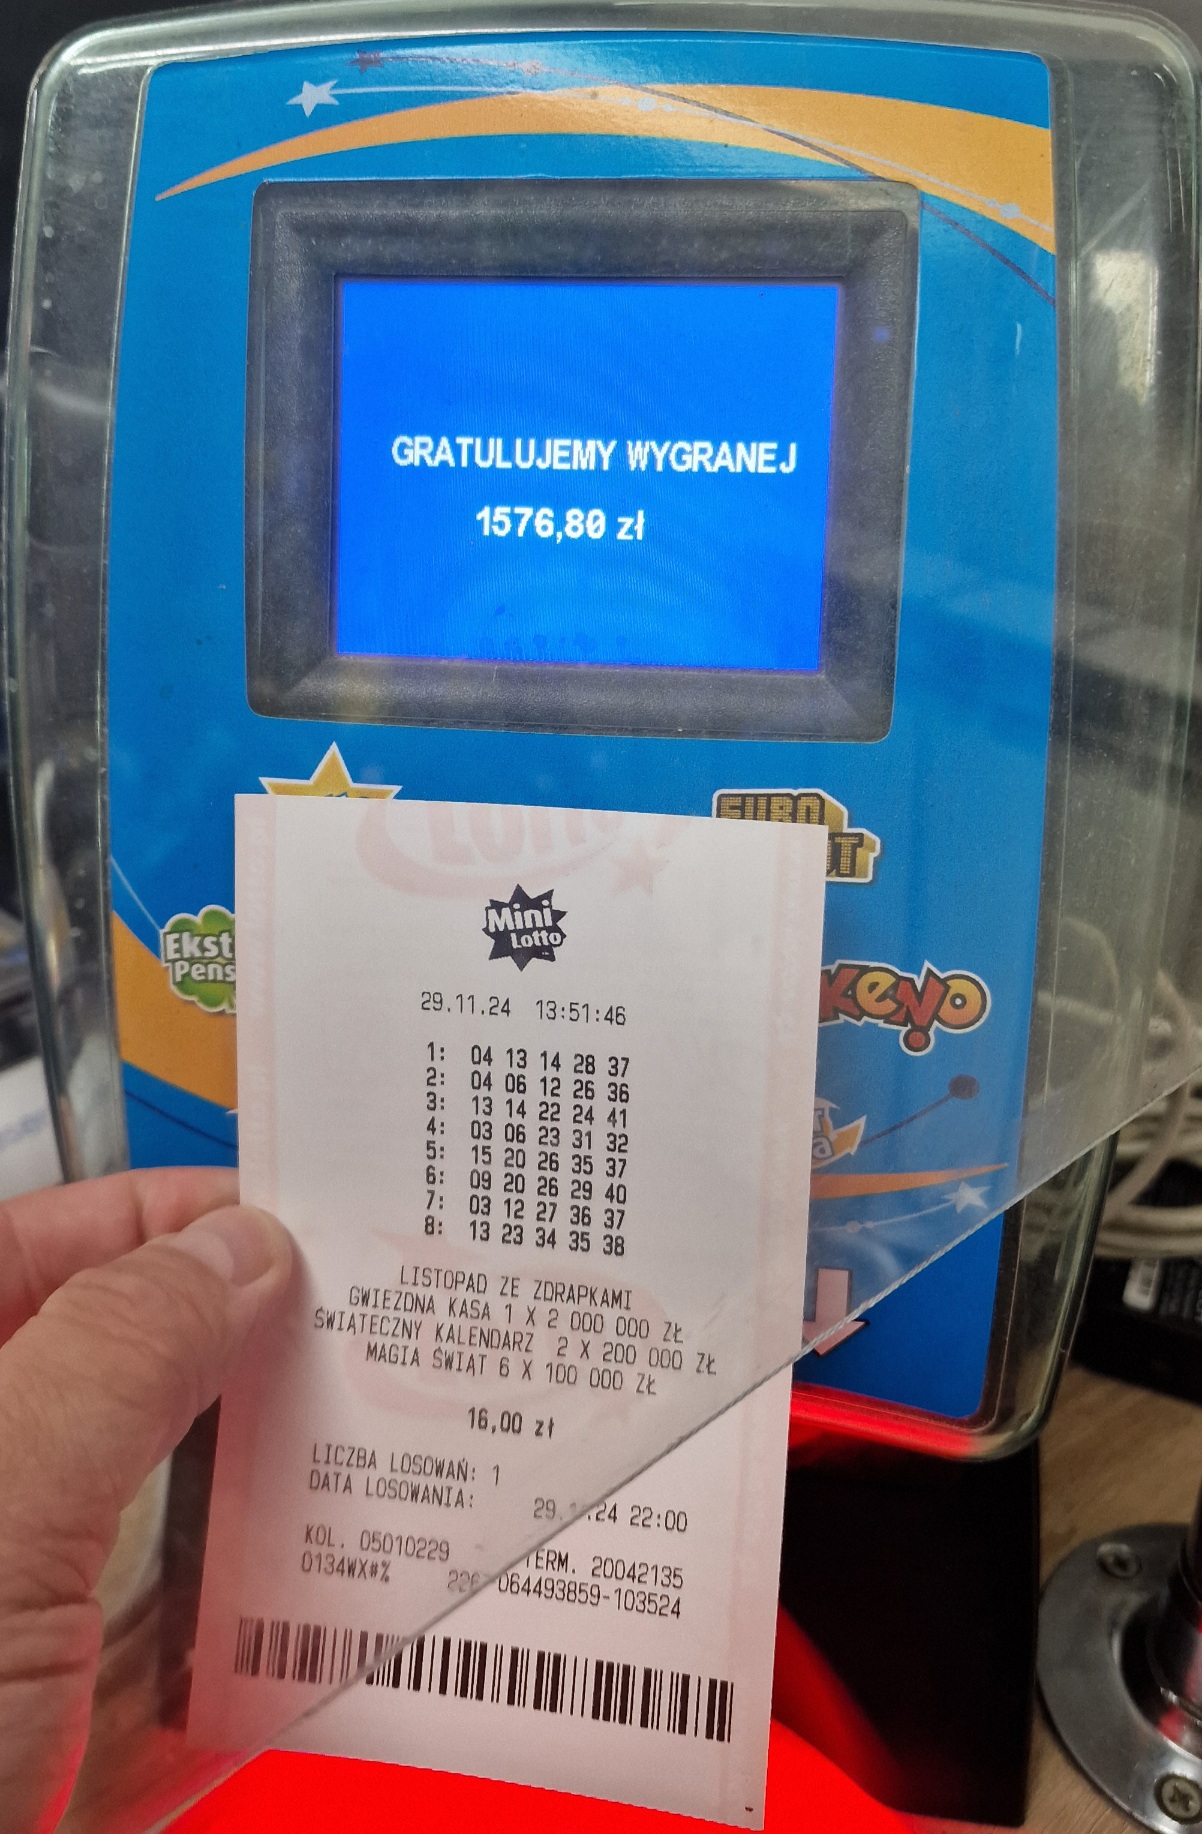 GRATULUJEMY WYGRANEJ
1576,80 zł
EURO
Ekst
Pens
KENO
LOTTO
Mini
Lotto
29.11.24 13:51:46
1: 04 13 14 28 37
2: 04 06 12 26 36
3: 13 14 22 24 41
4: 03 06 23 31 32
5: 15 20 26 35 37
6: 09 20 26 29 40
7: 03 12 27 36 37
8: 13 23 34 35 38
LISTOPAD ZE ZDRAPKAMI
GWIEZDNA KASA 1 X 2 000 000 ZŁ
ŚWIĄTECZNY KALENDARZ 2 X 200 000 ZŁ
MAGIA ŚWIĄT 6 X 100 000 ZŁ
16,00 zł
LICZBA LOSOWAŃ: 1
DATA LOSOWANIA:
22:00
KOL. 05010229 TERM. 20042135
0134WX#% 064493859-103524